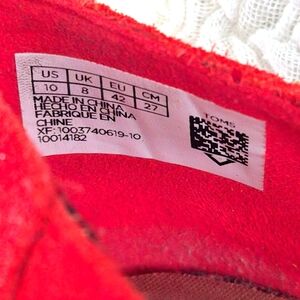 US UK EU CM
10 8 42 27
MADE IN CHINA
HECHO EN CHINA
FABRIQUE EN
CHINE
XF: 1003740619-10
10014182
TOMS